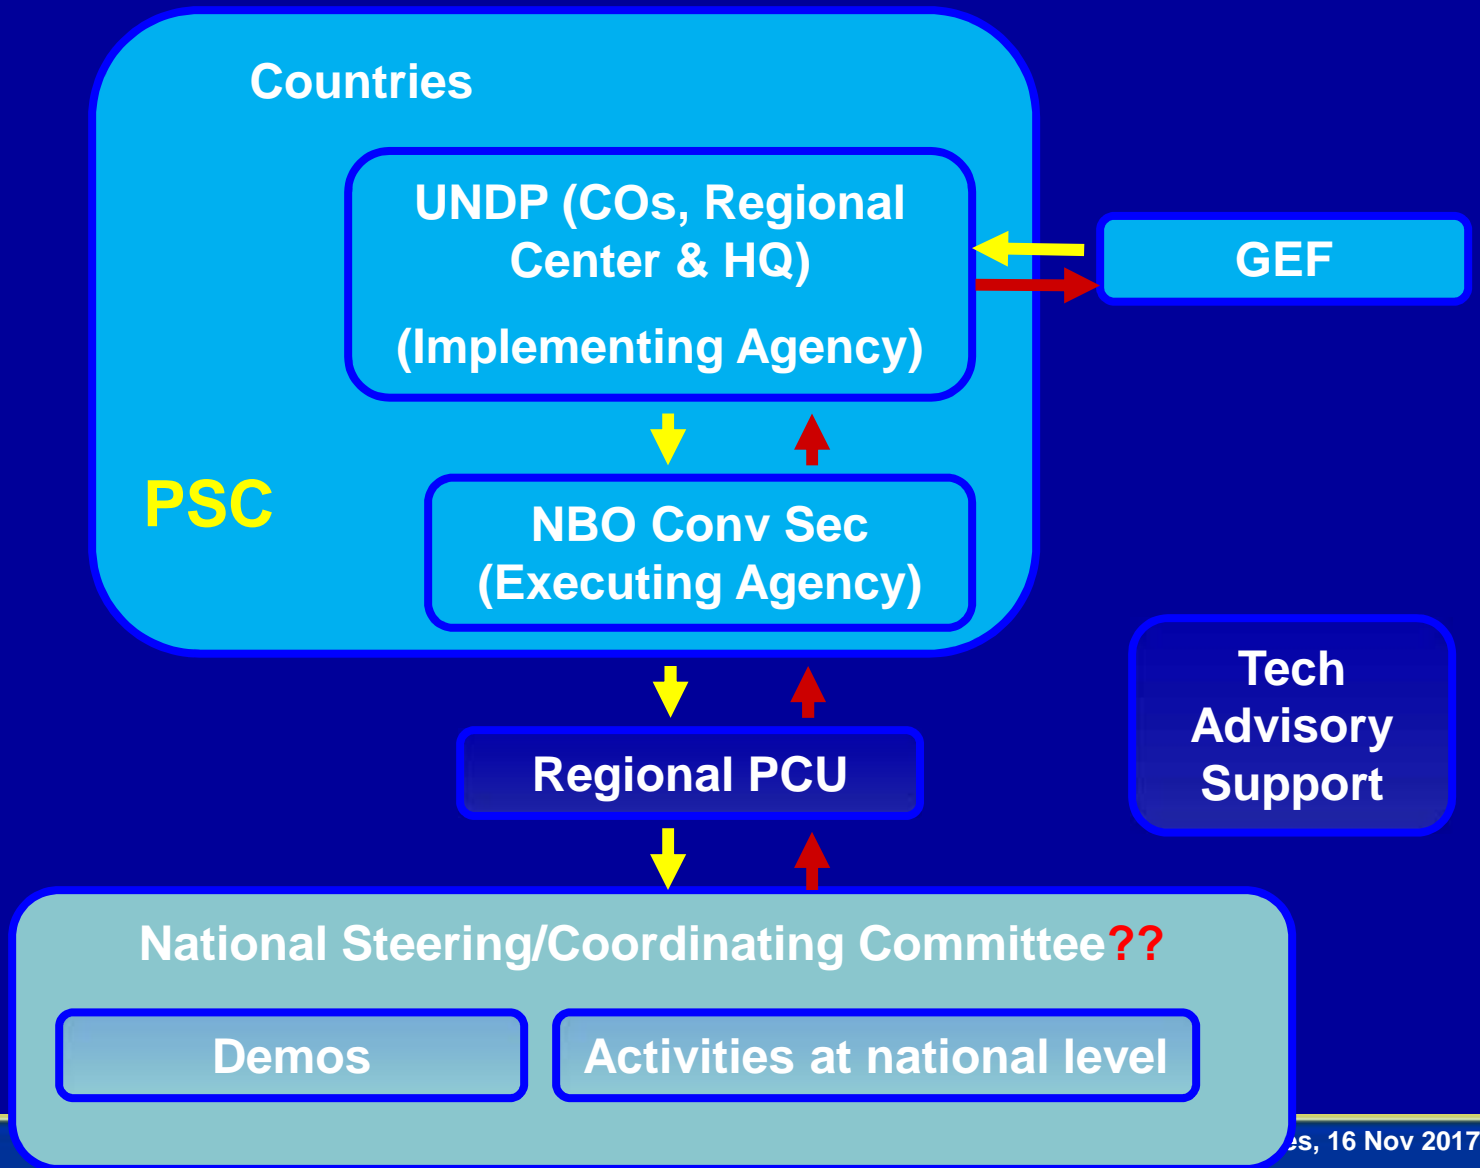 Countries
UNDP (COs, Regional
Center & HQ)
(Implementing Agency)
GEF
PSC
NBO Conv Sec
(Executing Agency)
Tech
Advisory
Support
Regional PCU
National Steering/Coordinating Committee??
Demos
Activities at national level
16 Nov 2017